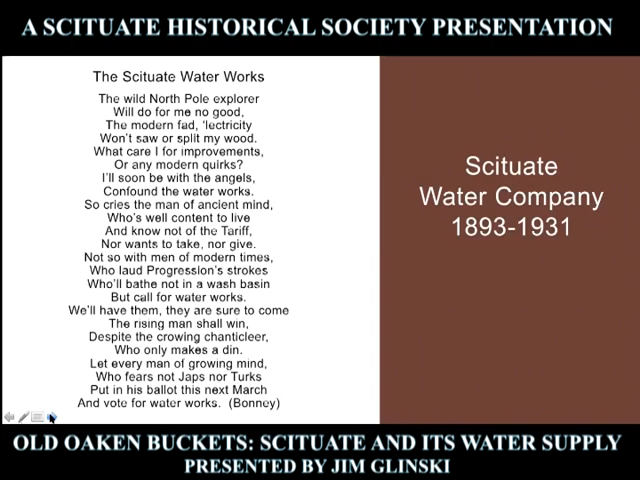 A SCITUATE HISTORICAL SOCIETY PRESENTATION
The Scituate Water Works
The wild North Pole explorer
Will do for me no good,
The modern fad, 'lectricity
Won't saw or split my wood.
What care I for improvements,
Or any modern quirks?
I'll soon be with the angels,
Confound the water works.
So cries the man of ancient mind,
Who's well content to live
And know not of the Tariff,
Nor wants to take, nor give.
Not so with men of modern times,
Who laud Progression's strokes
Who'll bathe not in a wash basin
But call for water works.
We'll have them, they are sure to come
The rising man shall win,
Despite the crowing chanticleer,
Who only makes a din.
Let every man of growing mind,
Who fears not Japs nor Turks
Put in his ballot this next March
And vote for water works. (Bonney)
Scituate
Water Company
1893-1931
OLD OAKEN BUCKETS: SCITUATE AND ITS WATER SUPPLY
PRESENTED BY JIM GLINSKI